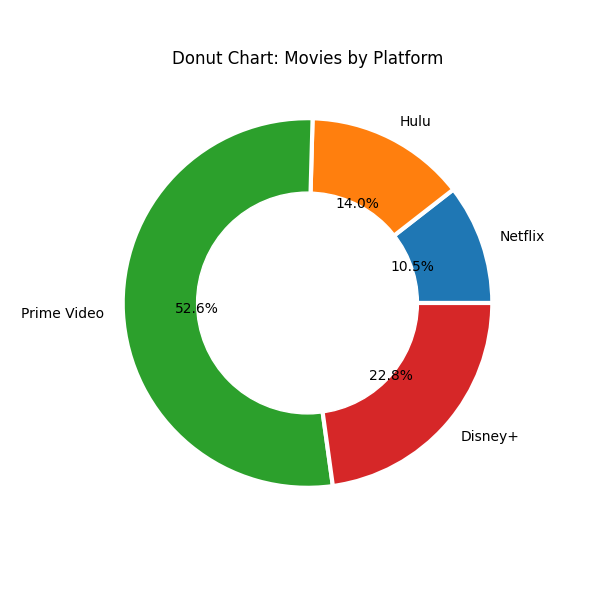 Donut Chart: Movies by Platform
Hulu
14.0%
Netflix
10.5%
Prime Video
52.6%
22.8%
Disney+